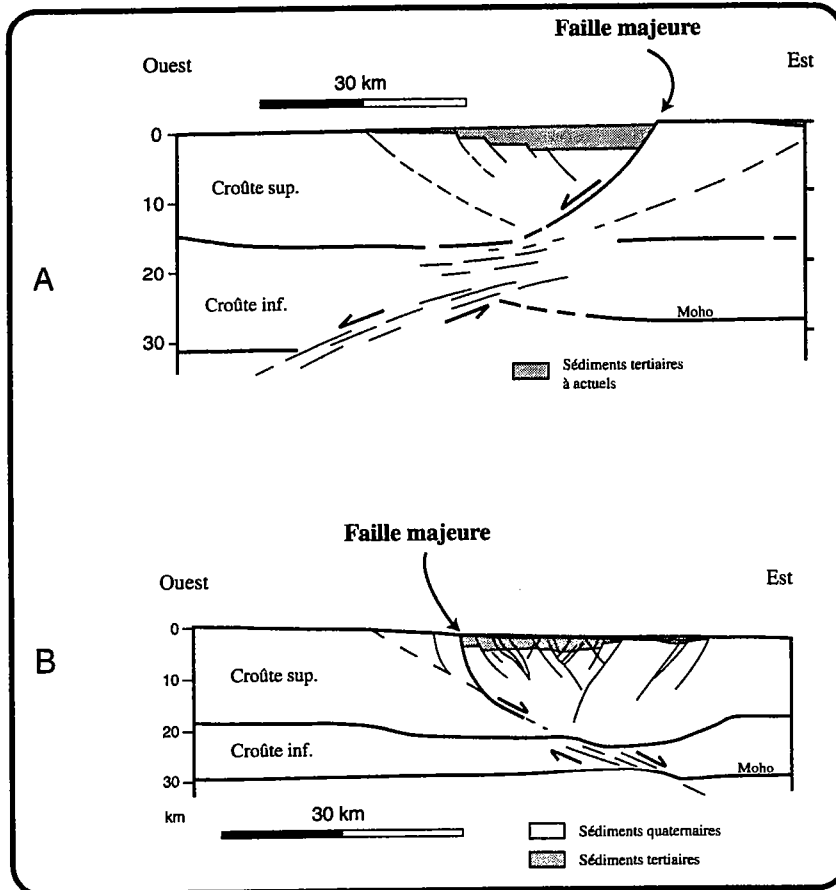 Faille majeure
Ouest
Est
30 km
0
Croûte sup.
10
A
20
Croûte inf.
Moho
30
Sédiments tertiaires
à actuels
Faille majeure
Ouest
Est
0
B
Croûte sup.
10
20
Croûte inf.
Moho
30
km
30 km
Sédiments quaternaires
Sédiments tertiaires